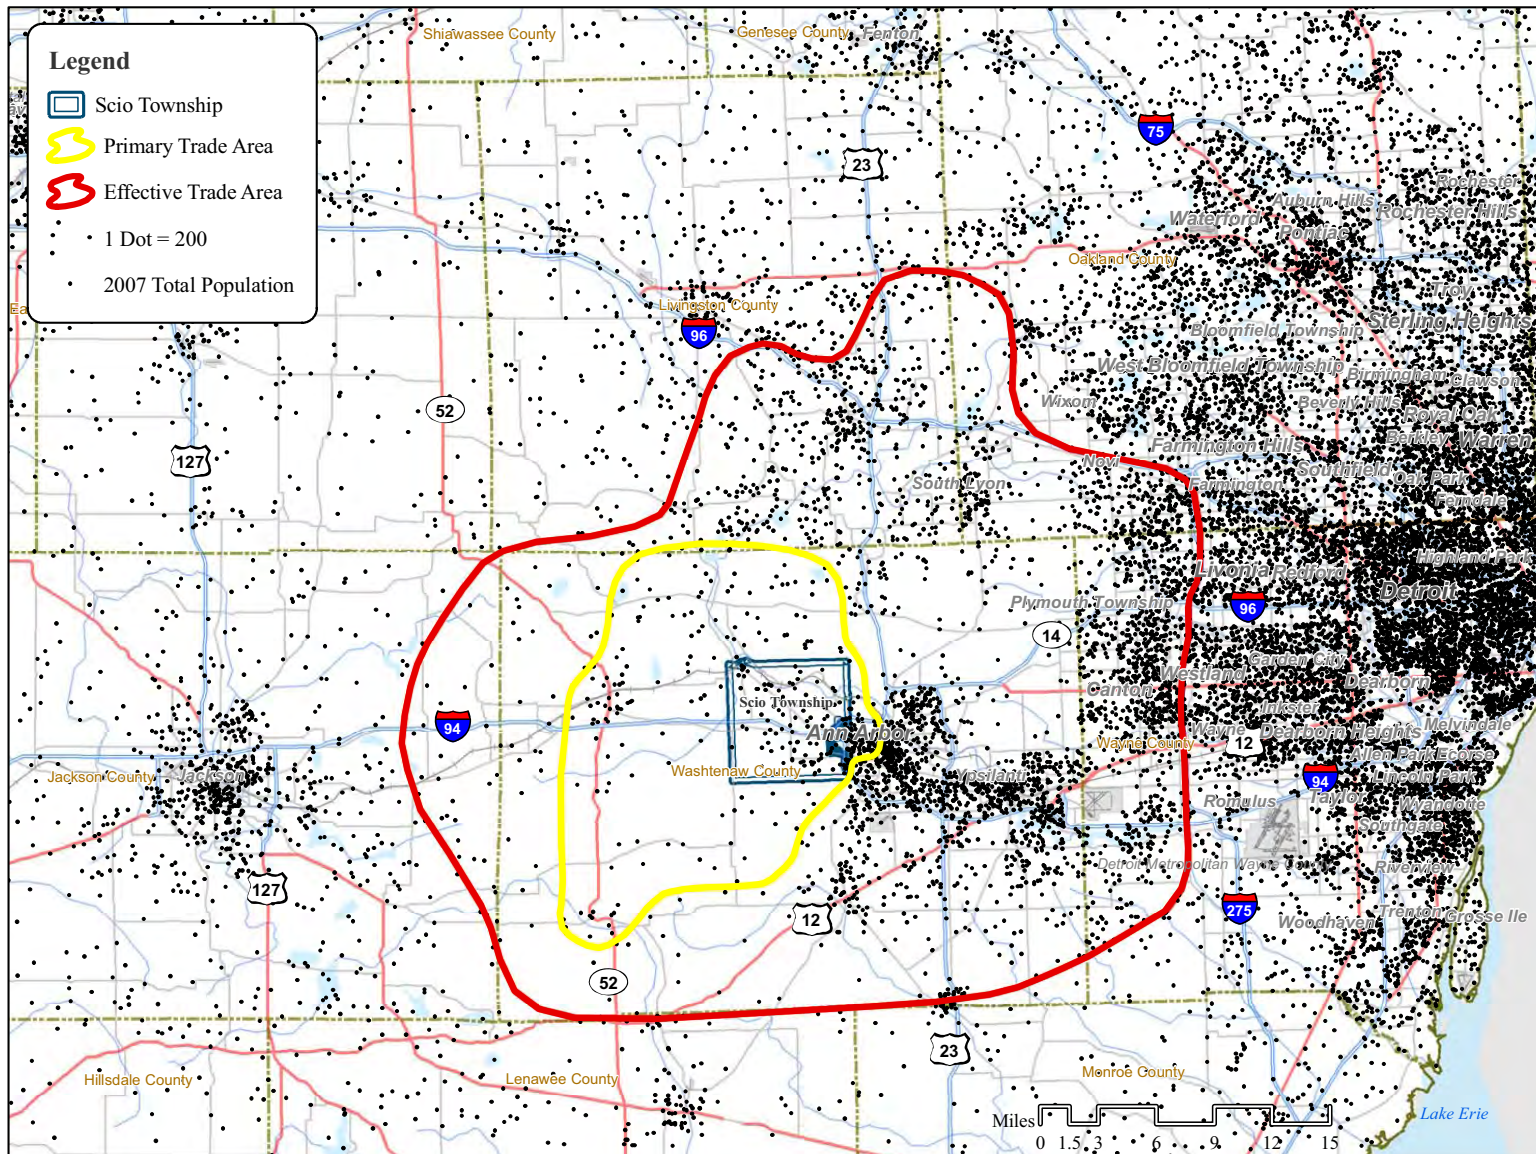 Legend
Scio Township
Primary Trade Area
Effective Trade Area
1 Dot = 200
2007 Total Population
Shiawassee County
Genesee County
Fenton
75
23
Rochester
Auburn Hills
Rochester Hills
Waterford
Pontiac
Oakland County
Troy
Livingston County
96
Sterling Heights
Bloomfield Township
West Bloomfield Township
Birmingham
Clawson
52
Wixom
Beverly Hills
Royal Oak
Berkley
Warren
127
Novi
Farmington Hills
Southfield
Oak Park
South Lyon
Farmington
Ferndale
Highland Park
Livonia
Redford
Detroit
Plymouth Township
96
14
Garden City
Westland
Dearborn
Canton
Scio Township
Inkster
94
Ann Arbor
Wayne
Dearborn Heights
Melvindale
Wayne County
12
Allen Park
Ecorse
Jackson County
Jackson
Washtenaw County
Ypsilanti
94
Lincoln Park
Romulus
Taylor
Wyandotte
Southgate
Detroit Metropolitan Wayne
Riverview
127
12
275
Woodhaven
Trenton
Grosse Ile
52
23
Hillsdale County
Lenawee County
Monroe County
Lake Erie
Miles
0 1.5 3 6 9 12 15